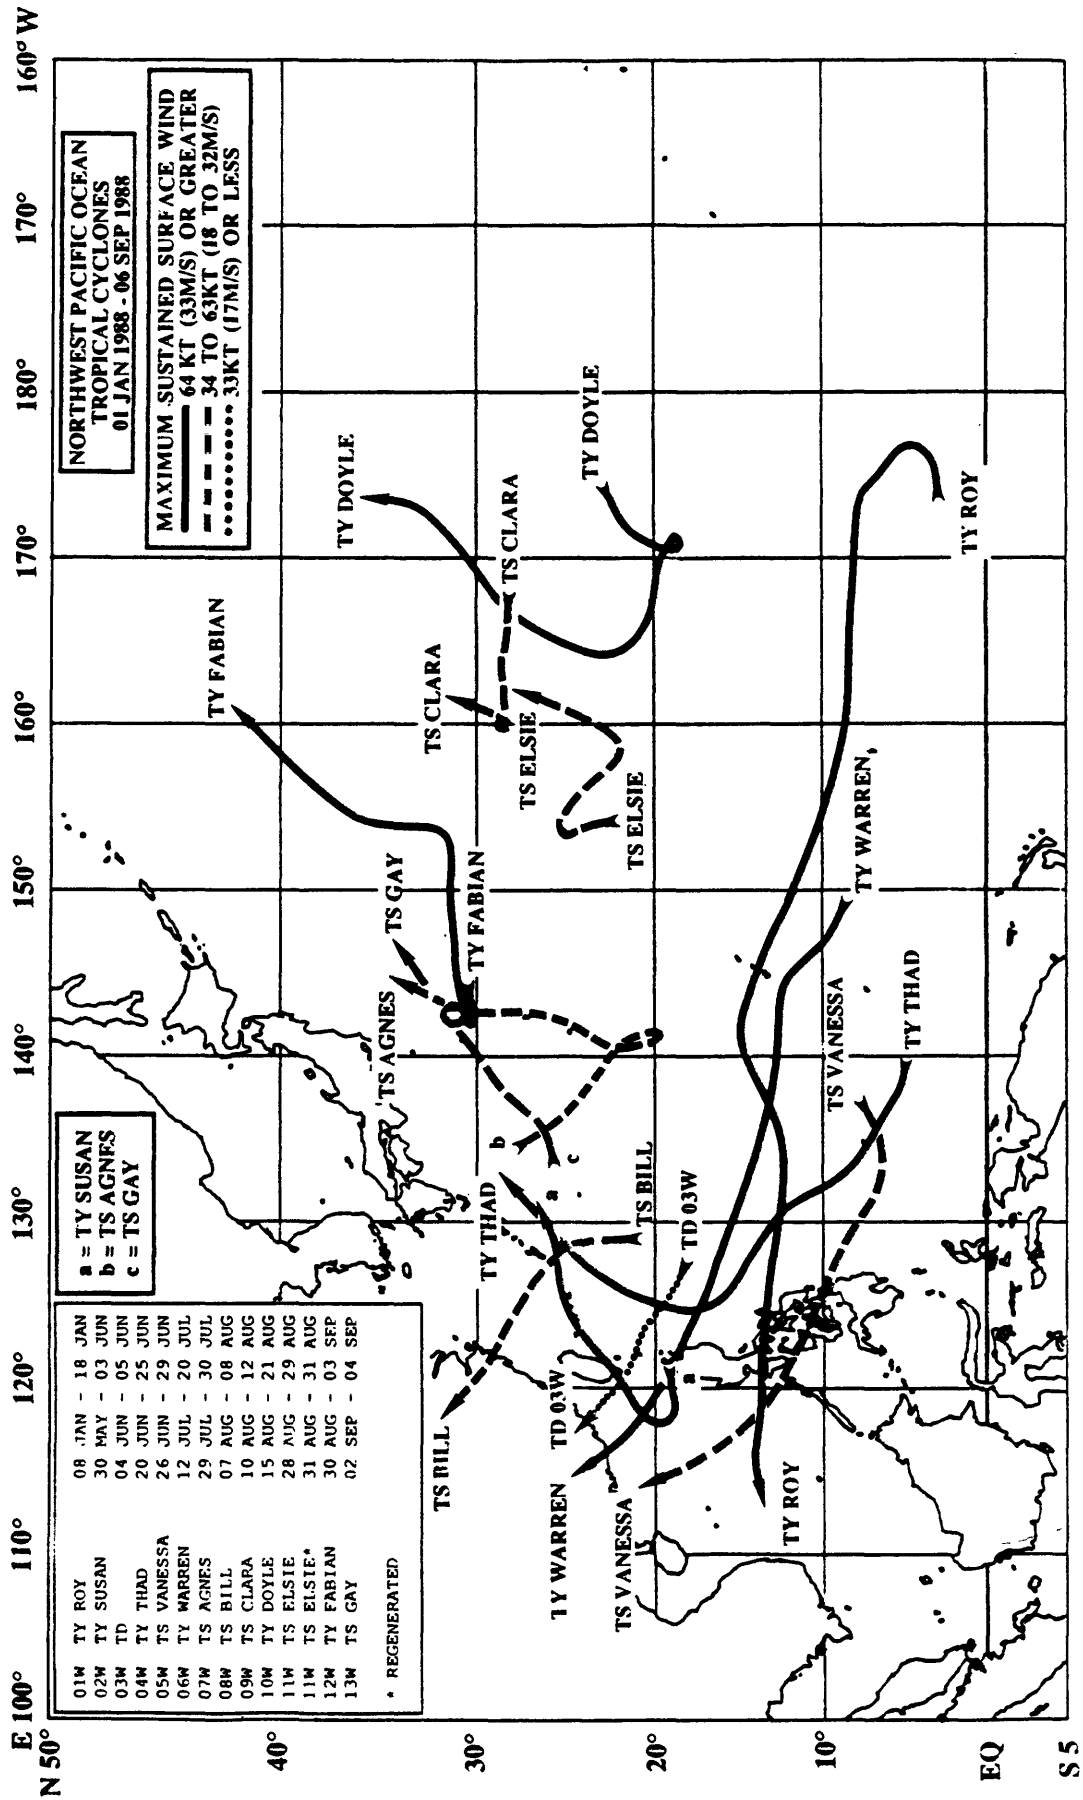 NORTHWEST PACIFIC OCEAN
TROPICAL CYCLONES
01 JAN 1988 - 06 SEP 1988
MAXIMUM SUSTAINED SURFACE WIND
64 KT (33M/S) OR GREATER
34 TO 63KT (18 TO 32M/S)
33KT (17M/S) OR LESS
a = TY SUSAN
b = TS AGNES
c = TS GAY
01W TY ROY 08 JAN - 18 JAN
02W TY SUSAN 30 MAY - 03 JUN
03W TD 04 JUN - 05 JUN
04W TY THAD 20 JUN - 25 JUN
05W TS VANESSA 26 JUN - 29 JUN
06W TY WARREN 12 JUL - 20 JUL
07W TS AGNES 29 JUL - 30 JUL
08W TS BILL 07 AUG - 08 AUG
09W TS CLARA 10 AUG - 12 AUG
10W TY DOYLE 15 AUG - 21 AUG
11W TS ELSIE 28 AUG - 29 AUG
11W TS ELSIE* 31 AUG - 31 AUG
12W TY FABIAN 30 AUG - 03 SEP
13W TS GAY 02 SEP - 04 SEP
* REGENERATED
E 100°
110°
120°
130°
140°
150°
160°
170°
180°
170°
160° W
N 50°
40°
30°
20°
10°
EQ
S 5
TY FABIAN
TY DOYLE
TS CLARA
TS CLARA
TY DOYLE
TS ELSIE
TS ELSIE
TS GAY
TY FABIAN
TS AGNES
b
c
a
TY THAD
TS BILL
TS BILL
TD 03W
TD 03W
a
TY WARREN
TS VANESSA
TY ROY
TS VANESSA
TY THAD
TY WARREN
TY ROY